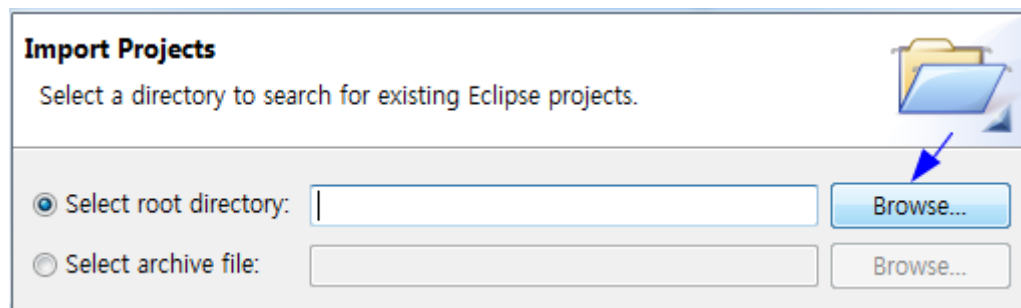 Import Projects
Select a directory to search for existing Eclipse projects.
Select root directory: Browse...
Select archive file: Browse...